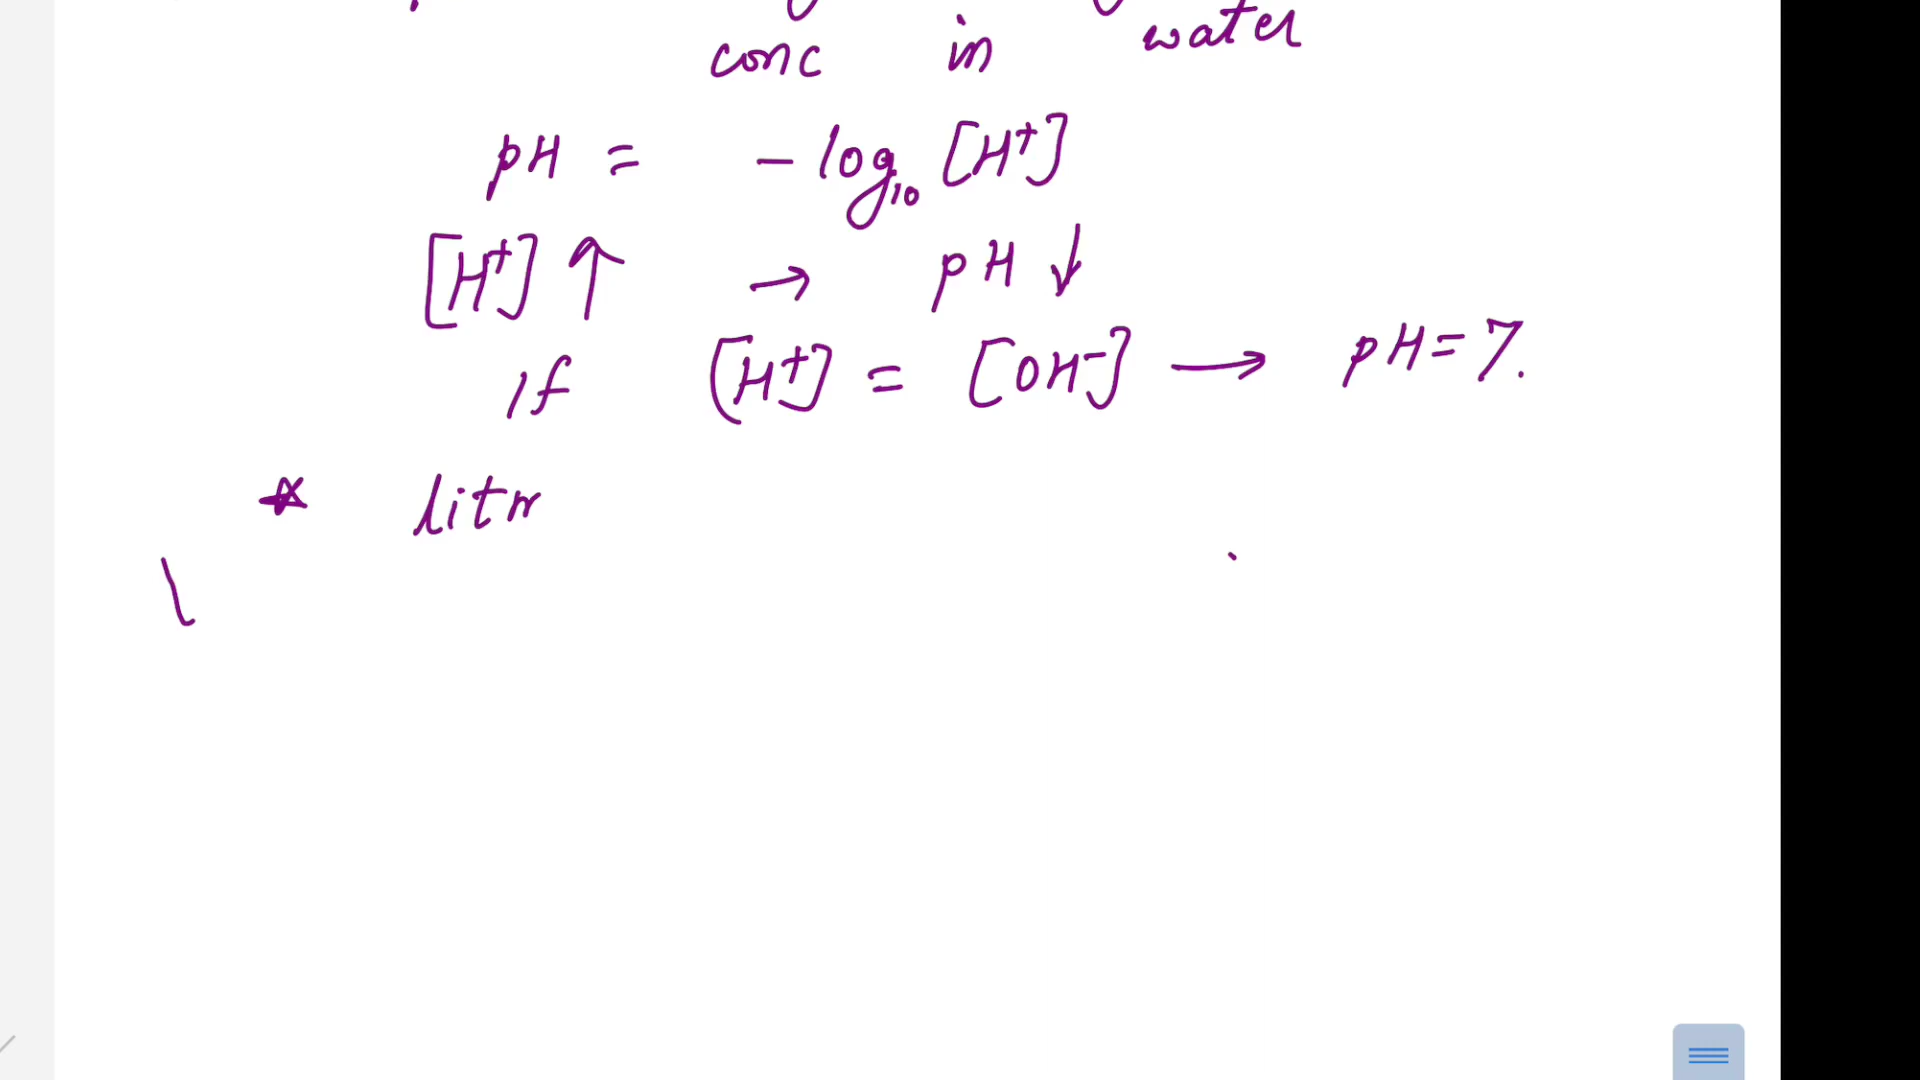 conc in water
pH = - log₁₀ [H⁺]
[H⁺] ↑ → pH ↓
if [H⁺] = [OH⁻] → pH = 7.
* litm